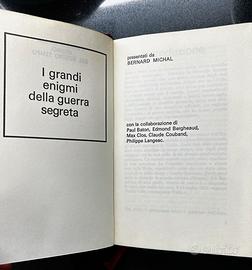 I grandi
enigmi
della guerra
segreta
presentati da
BERNARD MICHAL
con la collaborazione di
Paul Baton, Edmond Bergheaud,
Max Clos, Claude Couband,
Philippe Langesc.